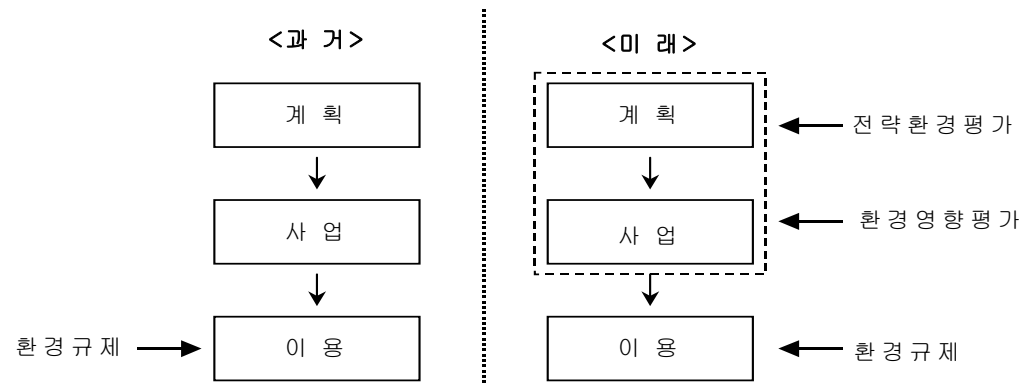 <과 거>
계 획
사 업
환경규제
이 용
<미 래>
계 획
전략환경평가
사 업
환경영향평가
이 용
환경규제